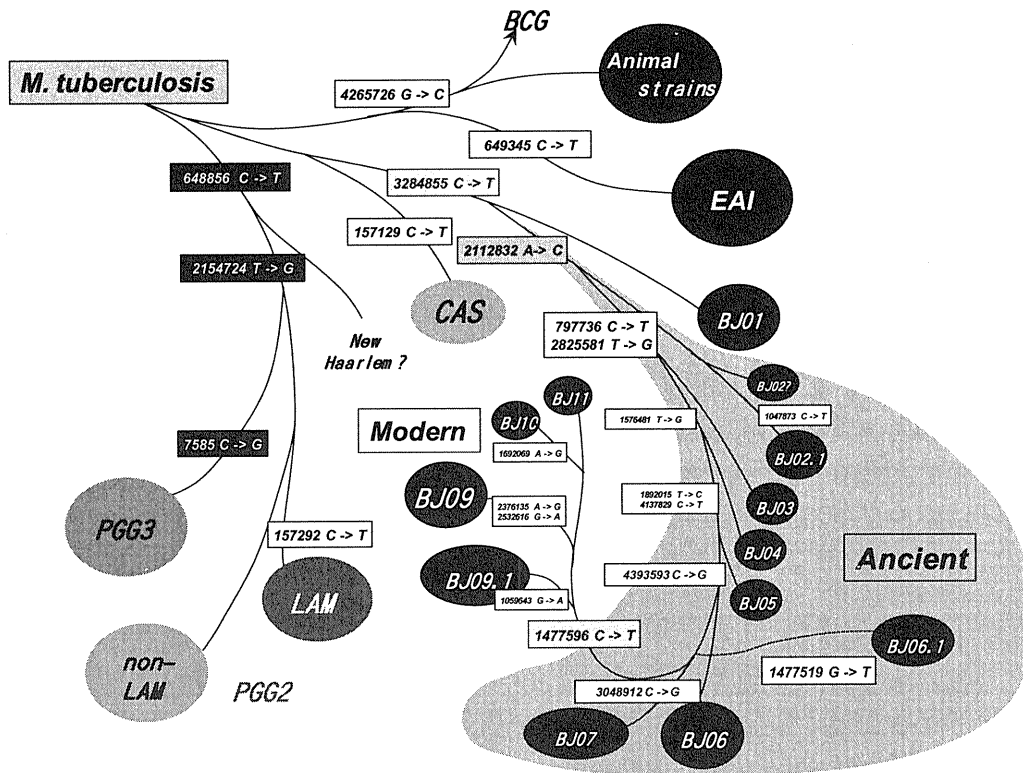 BCG
M. tuberculosis
Animal
strains
4265726 G -> C
649345 C -> T
648856 C -> T
3284855 C -> T
EAI
157129 C -> T
2112832 A-> C
2154724 T -> G
CAS
BJ01
797736 C -> T
2825581 T -> G
New
Haarlem?
BJ02?
BJ11
1047873 C -> T
BJ10
1576481 T -> G
Modern
7585 C -> G
1692069 A -> G
BJ02.1
BJ09
1892015 T -> C
4137829 C -> T
BJ03
2376135 A -> G
2532616 G -> A
PGG3
157292 C -> T
BJ04
Ancient
BJ09.1
4393593 C -> G
LAM
1059643 G -> A
BJ05
1477596 C -> T
BJ06.1
1477519 G -> T
non-
LAM
PGG2
3048912 C -> G
BJ07
BJ06